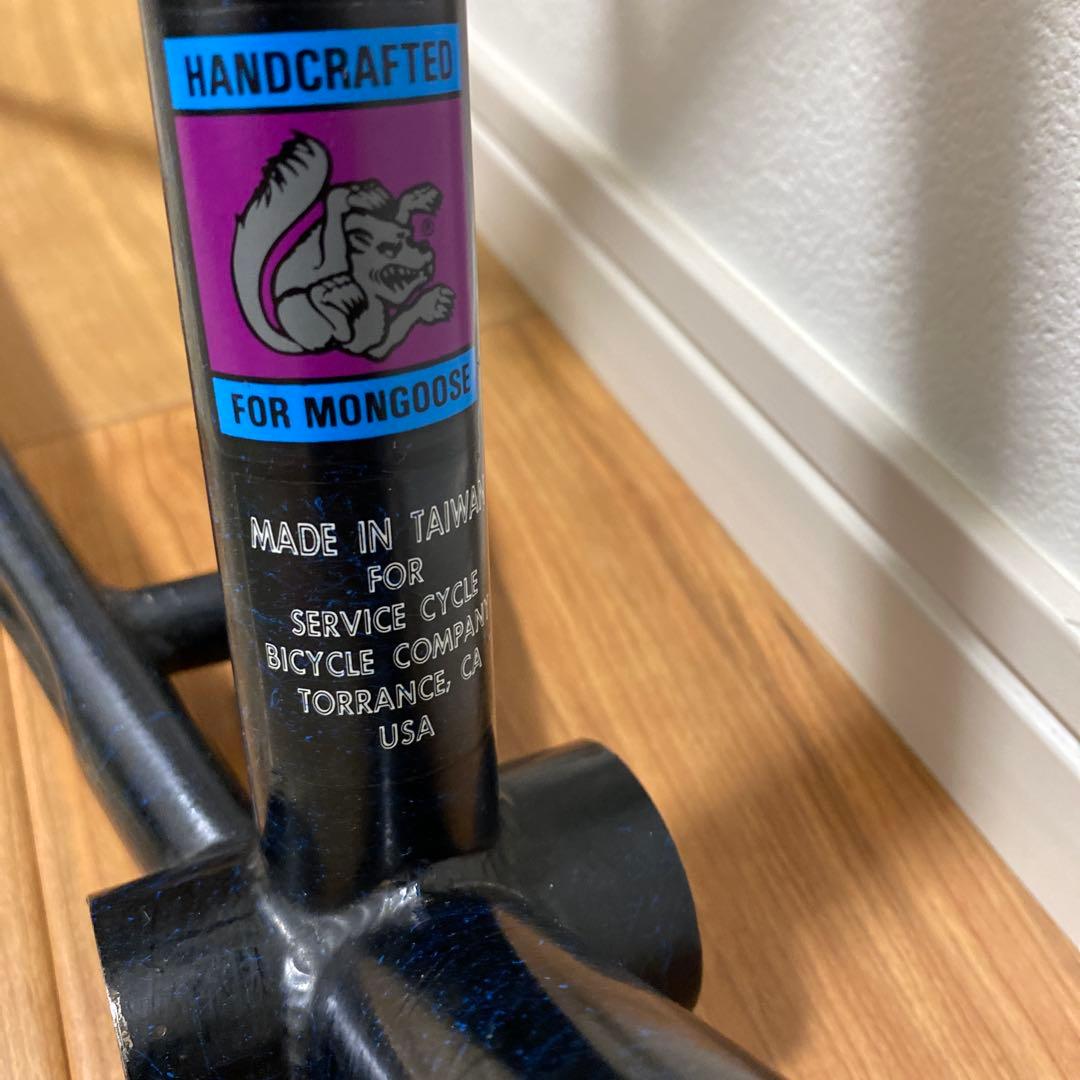 HANDCRAFTED
®
FOR MONGOOSE
MADE IN TAIWAN
FOR
SERVICE CYCLE
BICYCLE COMPANY
TORRANCE, CA
USA